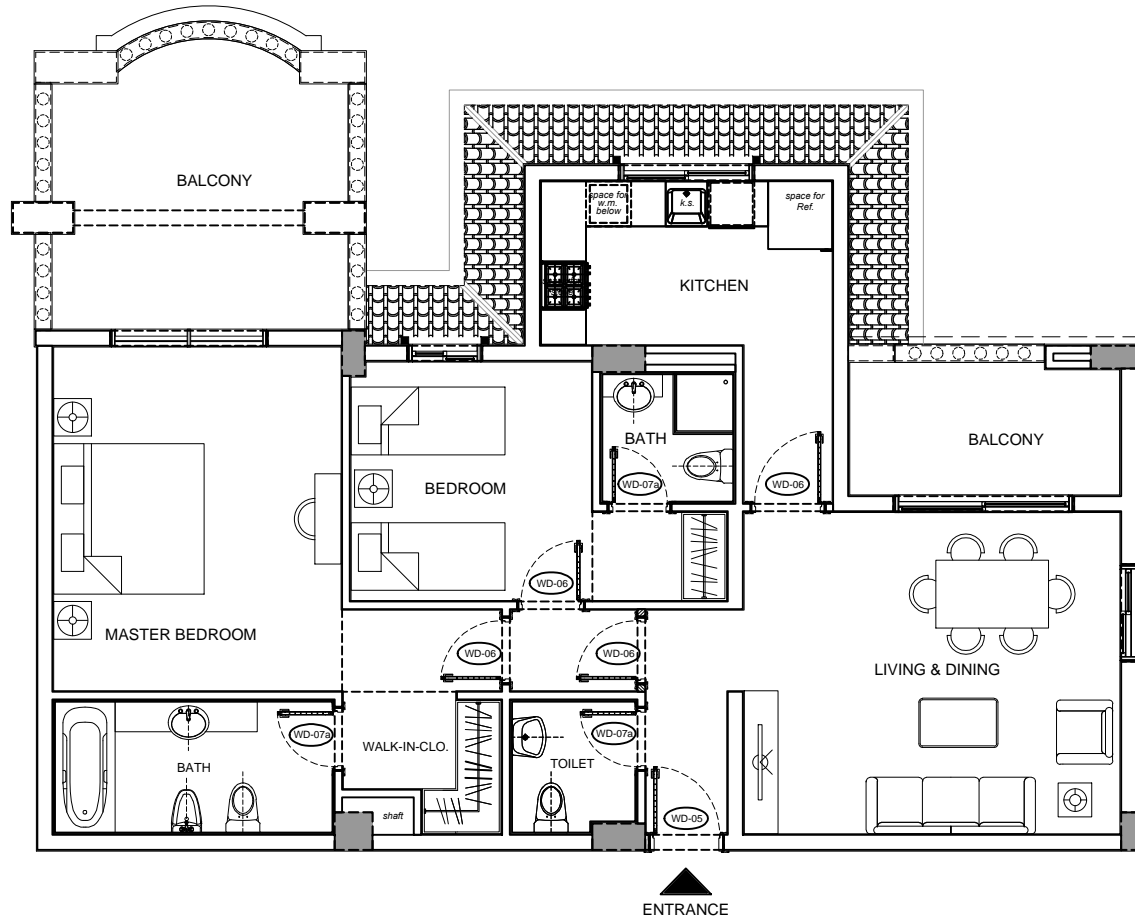 BALCONY
space for
w.m.
below
k.s.
space for
Ref.
KITCHEN
BATH
BALCONY
BEDROOM
WD-07a
WD-06
WD-06
MASTER BEDROOM
WD-06
WD-06
LIVING & DINING
WD-07a
WALK-IN-CLO.
WD-07a
BATH
TOILET
shaft
WD-05
ENTRANCE